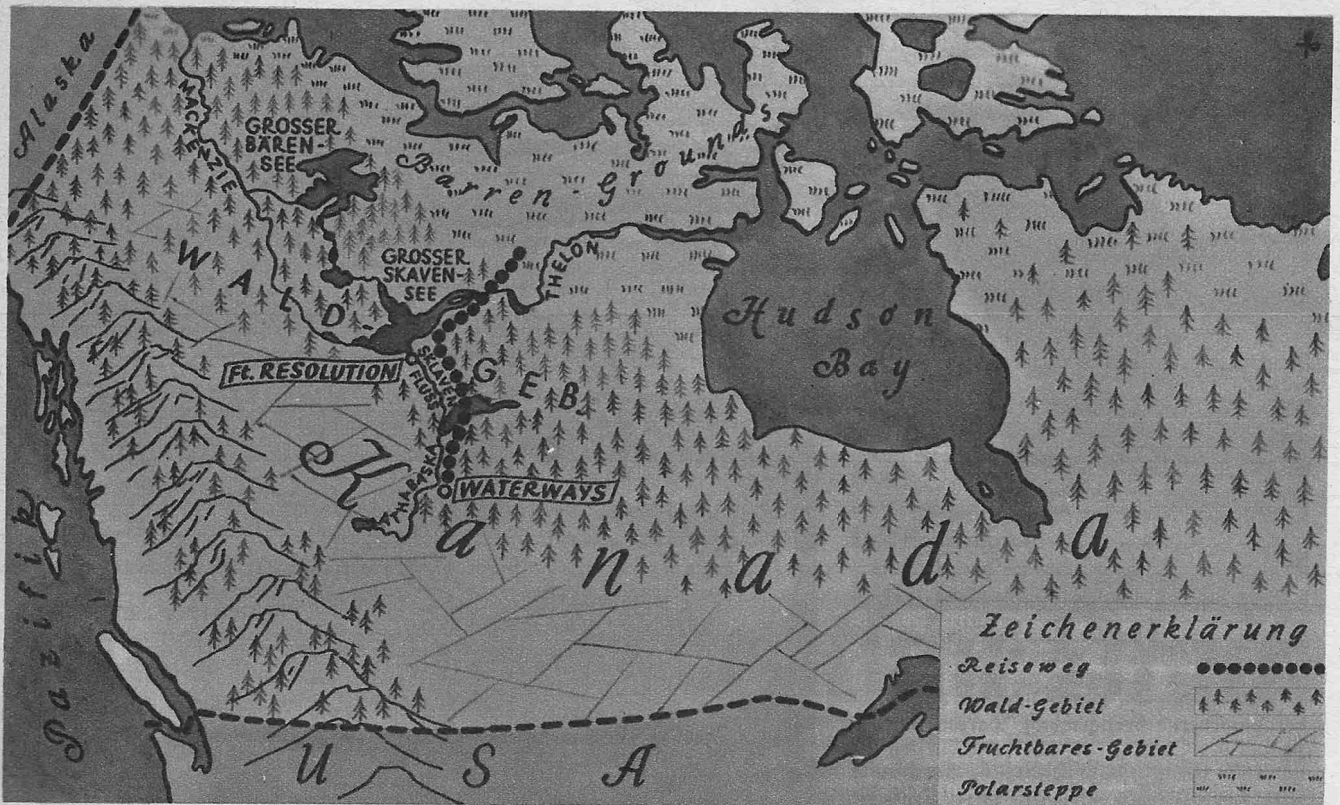 Alaska
MACKENZIE
GROSSER
BÄREN-
SEE
Barren-Grounds
WALD-
GEB.
GROSSER
SKAVEN-
SEE
THELON
Hudson
Bay
Ft. RESOLUTION
SKLAVEN
FLUSS
ATHABASKA
WATERWAYS
Kanada
Pazifik
USA
Zeichenerklärung
Reiseweg
Wald-Gebiet
Fruchtbares-Gebiet
Polarsteppe